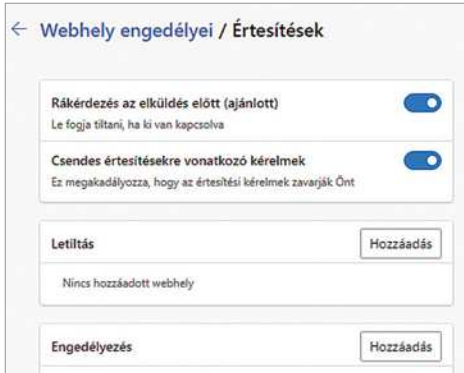 ← Webhely engedélyei / Értesítések
Rákérdezés az elküldés előtt (ajánlott)
Le fogja tiltani, ha ki van kapcsolva
Csendes értesítésekre vonatkozó kérelmek
Ez megakadályozza, hogy az értesítési kérelmek zavarják Önt
Letiltás Hozzáadás
Nincs hozzáadott webhely
Engedélyezés Hozzáadás